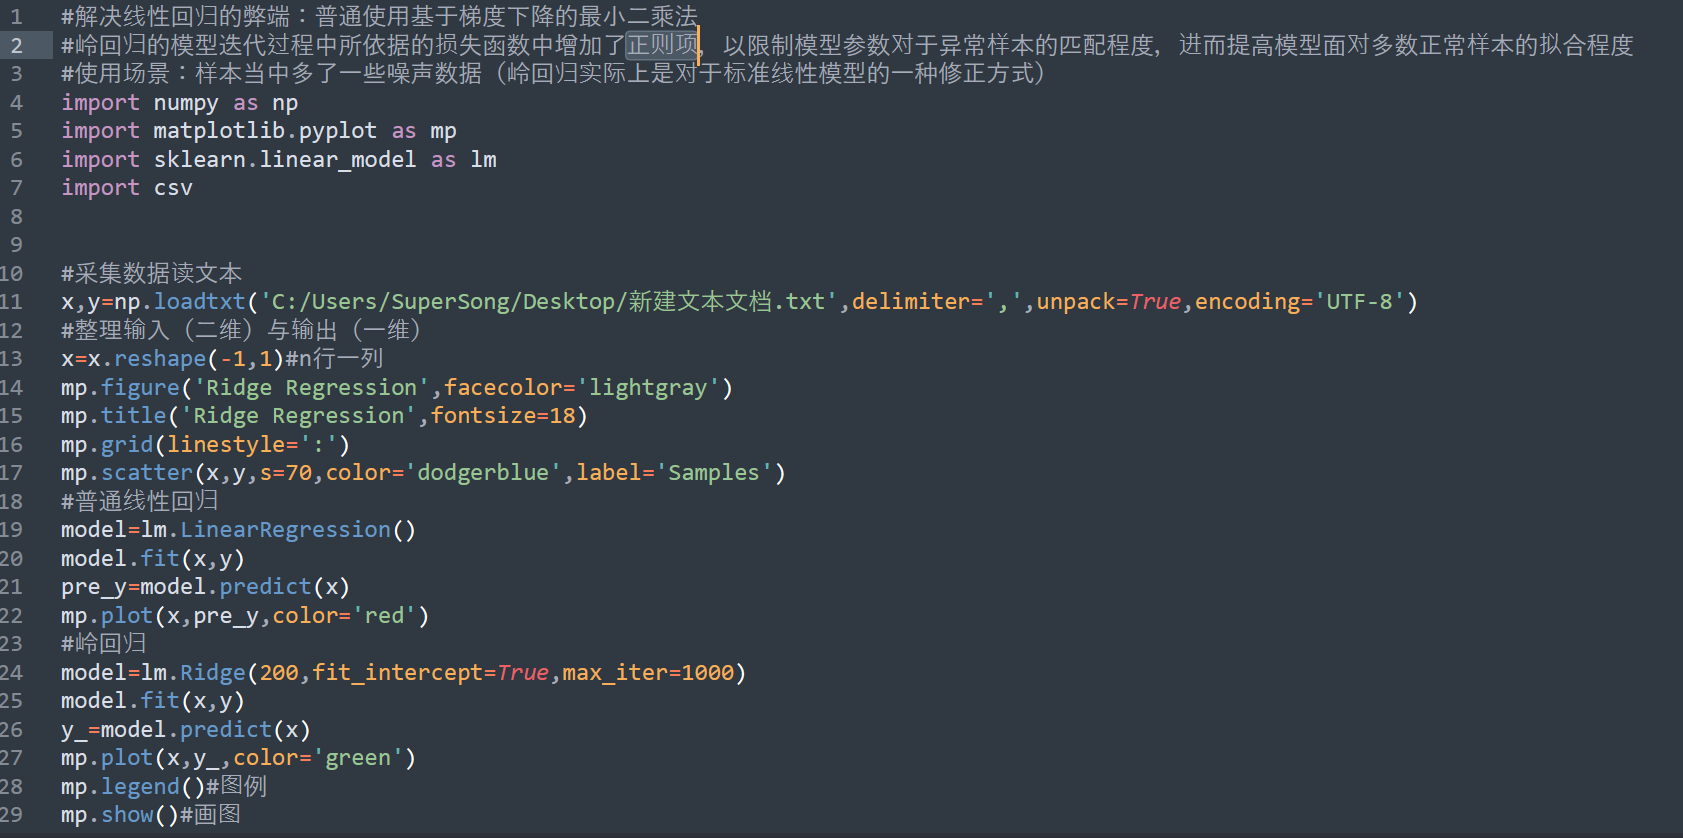 1 #解决线性回归的弊端：普通使用基于梯度下降的最小二乘法
2 #岭回归的模型迭代过程中所依据的损失函数中增加了正则项，以限制模型参数对于异常样本的匹配程度，进而提高模型面对多数正常样本的拟合程度
3 #使用场景：样本当中多了一些噪声数据（岭回归实际上是对于标准线性模型的一种修正方式）
4 import numpy as np
5 import matplotlib.pyplot as mp
6 import sklearn.linear_model as lm
7 import csv
8
9
10 #采集数据读文本
11 x,y=np.loadtxt('C:/Users/SuperSong/Desktop/新建文本文档.txt',delimiter=',',unpack=True,encoding='UTF-8')
12 #整理输入（二维）与输出（一维）
13 x=x.reshape(-1,1)#n行一列
14 mp.figure('Ridge Regression',facecolor='lightgray')
15 mp.title('Ridge Regression',fontsize=18)
16 mp.grid(linestyle=':')
17 mp.scatter(x,y,s=70,color='dodgerblue',label='Samples')
18 #普通线性回归
19 model=lm.LinearRegression()
20 model.fit(x,y)
21 pre_y=model.predict(x)
22 mp.plot(x,pre_y,color='red')
23 #岭回归
24 model=lm.Ridge(200,fit_intercept=True,max_iter=1000)
25 model.fit(x,y)
26 y_=model.predict(x)
27 mp.plot(x,y_,color='green')
28 mp.legend()#图例
29 mp.show()#画图